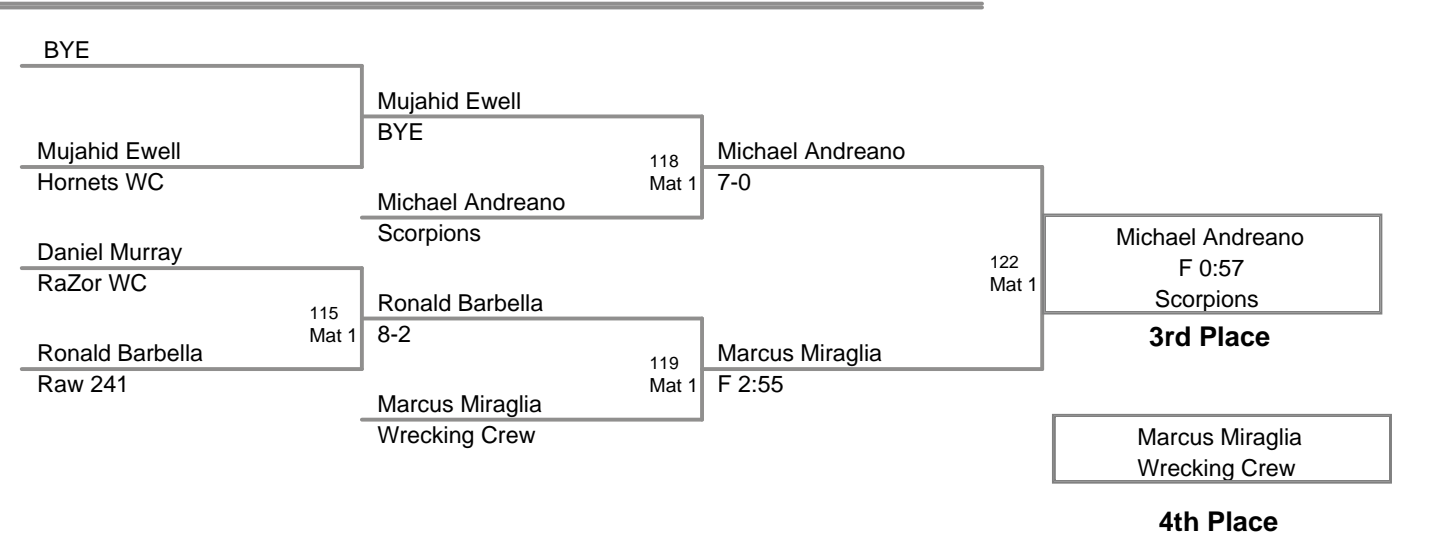 BYE
Mujahid Ewell
BYE
Mujahid Ewell
Hornets WC
118
Mat 1
Michael Andreano
7-0
Michael Andreano
Scorpions
Daniel Murray
RaZor WC
Michael Andreano
F 0:57
Scorpions
3rd Place
122
Mat 1
115
Mat 1
Ronald Barbella
8-2
Ronald Barbella
Raw 241
119
Mat 1
Marcus Miraglia
F 2:55
Marcus Miraglia
Wrecking Crew
Marcus Miraglia
Wrecking Crew
4th Place